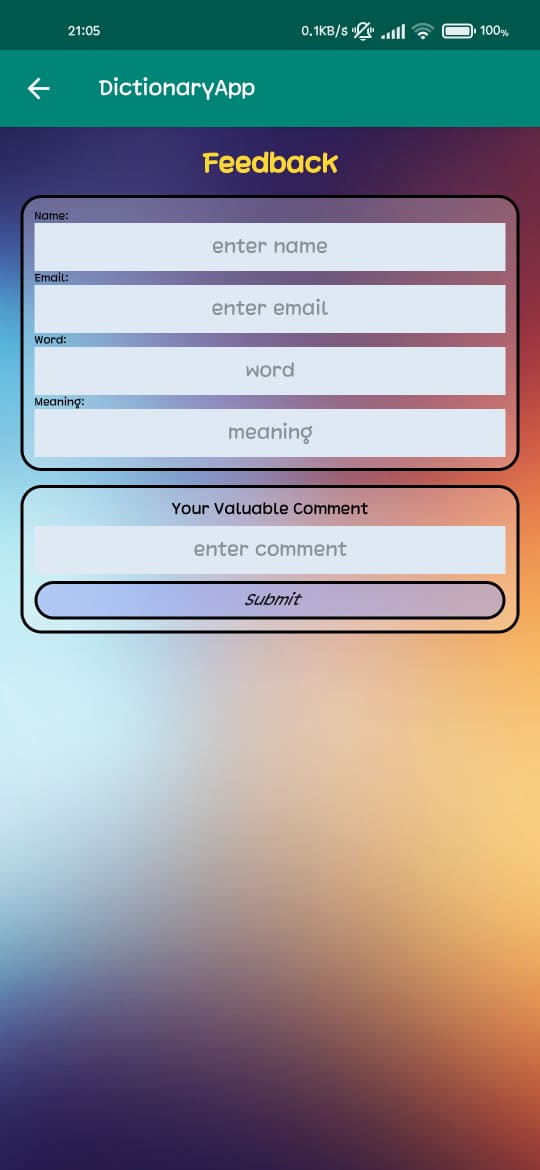 21:05 0.1KB/s 100%
DictionaryApp
Feedback
Name:
enter name
Email:
enter email
Word:
word
Meaning:
meaning
Your Valuable Comment
enter comment
Submit